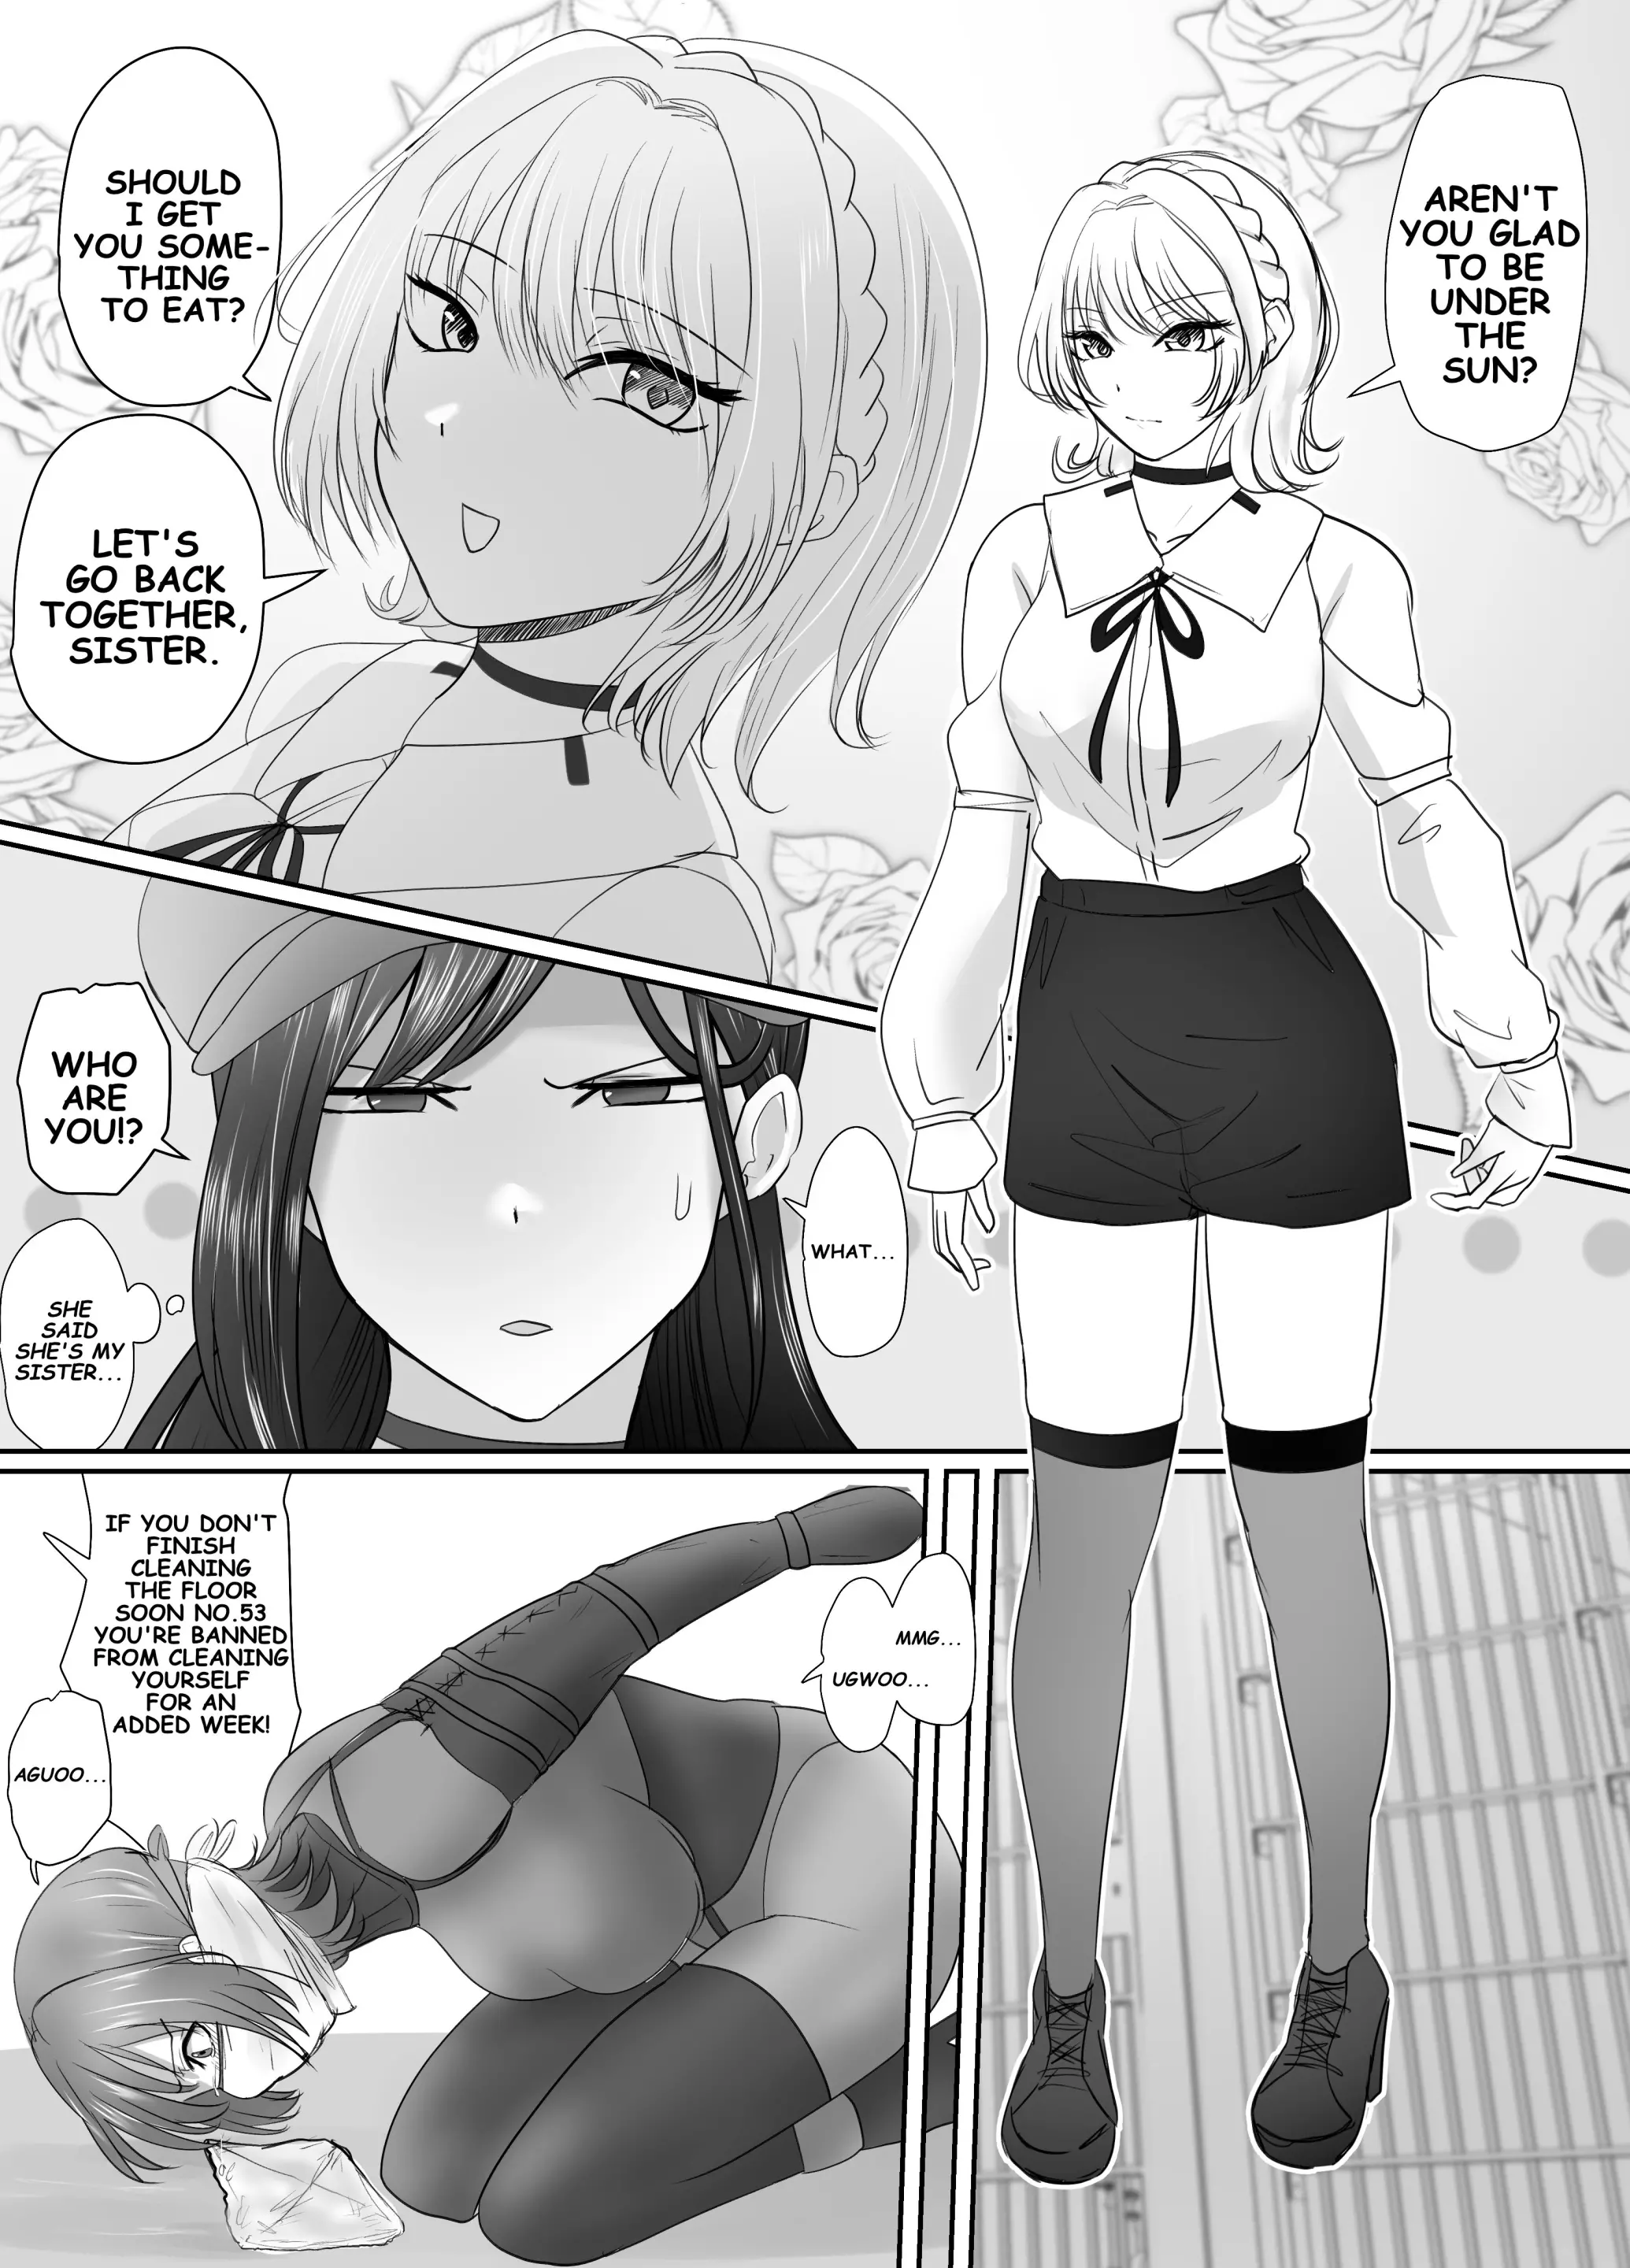 AREN'T
YOU GLAD
TO BE
UNDER
THE
SUN?
SHOULD
I GET
YOU SOME-
THING
TO EAT?
LET'S
GO BACK
TOGETHER,
SISTER.
WHO
ARE
YOU!?
WHAT...
SHE
SAID
SHE'S MY
SISTER...
IF YOU DON'T
FINISH
CLEANING
THE FLOOR
SOON NO.53
YOU'RE BANNED
FROM CLEANING
YOURSELF
FOR AN
ADDED WEEK!
MMG...
UGWOO...
AGUOO...